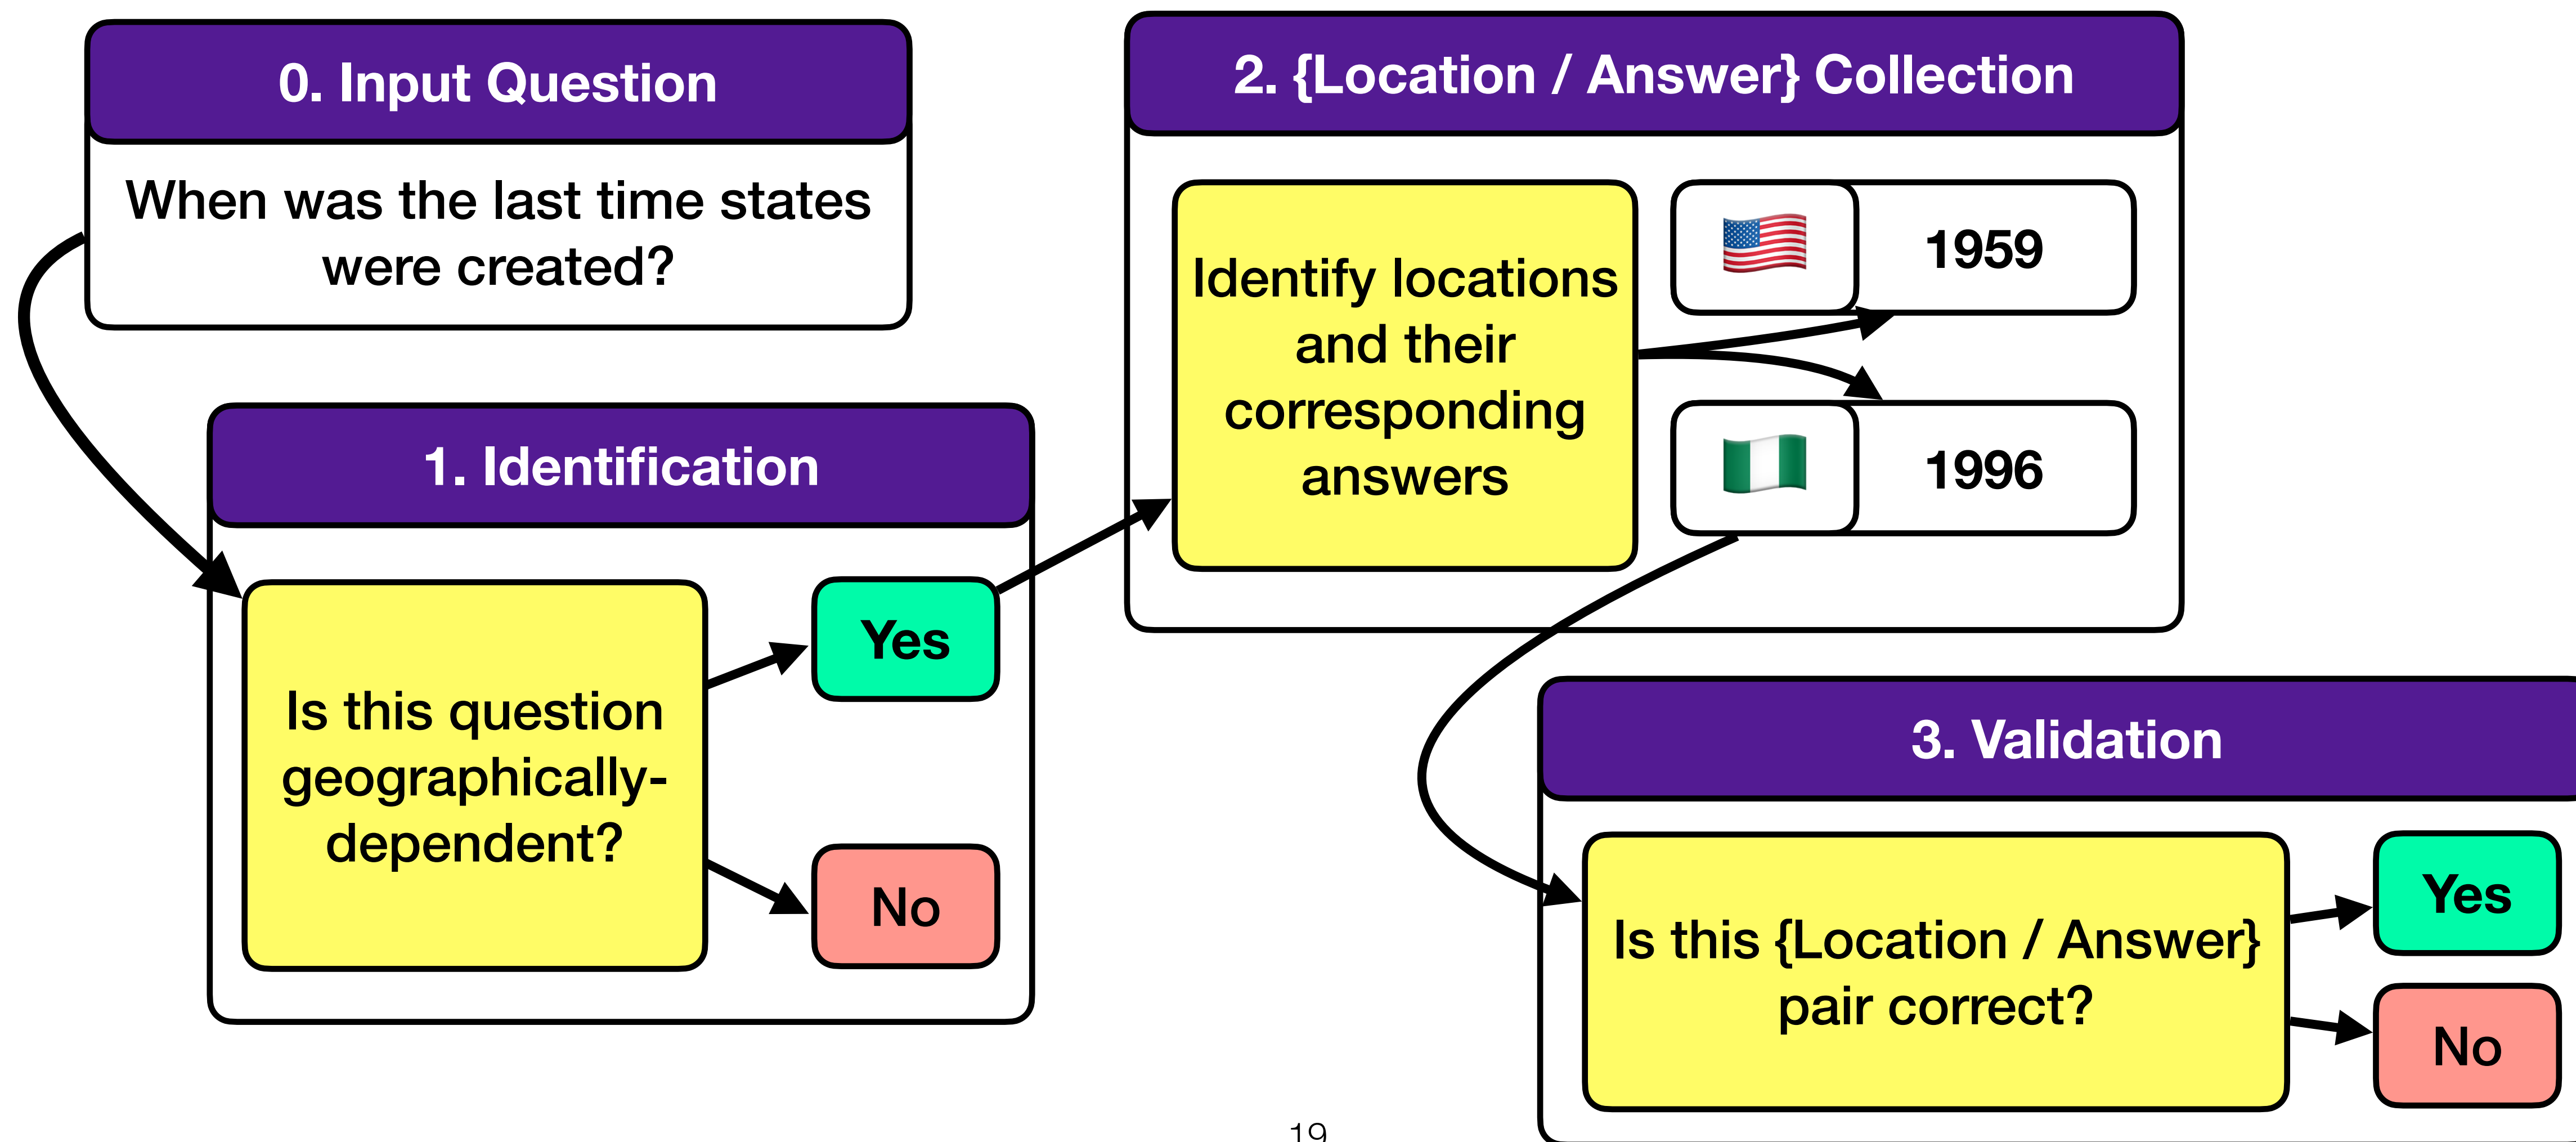 0. Input Question
When was the last time states
were created?
1. Identification
Is this question
geographically-
dependent?
Yes
No
2. {Location / Answer} Collection
Identify locations
and their
corresponding
answers
1959
1996
3. Validation
Is this {Location / Answer}
pair correct?
Yes
No
19